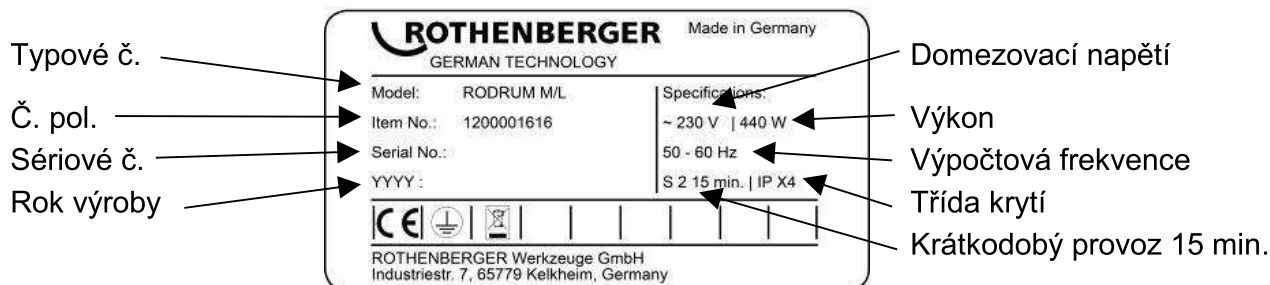 Typové č.
Č. pol.
Sériové č.
Rok výroby
ROTHENBERGER Made in Germany
GERMAN TECHNOLOGY
Model: RODRUM M/L
Item No.: 1200001616
Serial No.:
YYYY :
Specifications:
~ 230 V | 440 W
50 - 60 Hz
S 2 15 min. | IP X4
CE
ROTHENBERGER Werkzeuge GmbH
Industriestr. 7, 65779 Kelkheim, Germany
Domezovací napětí
Výkon
Výpočtová frekvence
Třída krytí
Krátkodobý provoz 15 min.